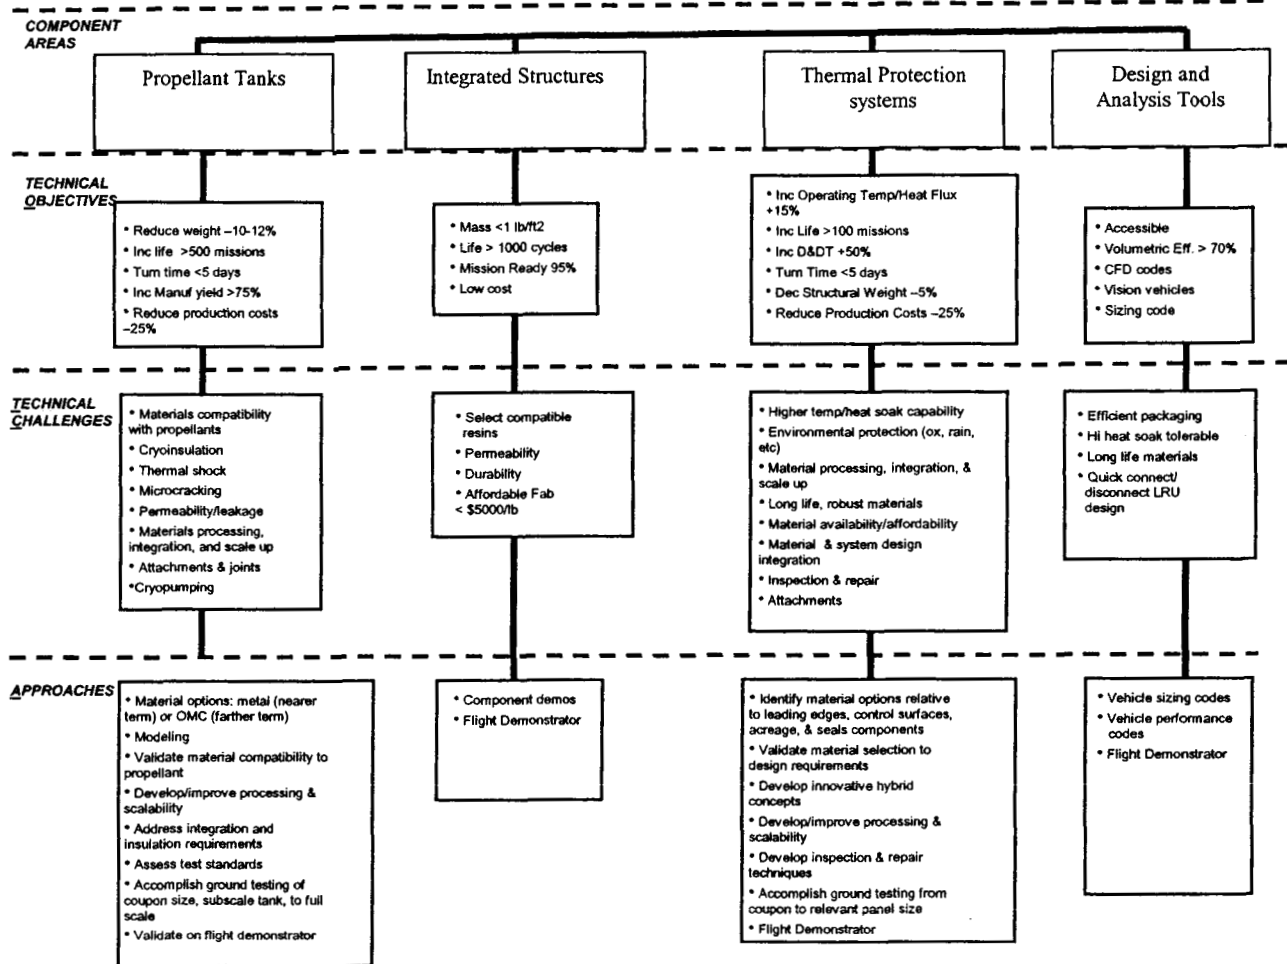 COMPONENT
AREAS
Propellant Tanks
Integrated Structures
Thermal Protection
systems
Design and
Analysis Tools
TECHNICAL
OBJECTIVES
• Reduce weight –10-12%
• Inc life >500 missions
• Turn time <5 days
• Inc Manuf yield >75%
• Reduce production costs
–25%
• Mass <1 lb/ft2
• Life > 1000 cycles
• Mission Ready 95%
• Low cost
• Inc Operating Temp/Heat Flux
+15%
• Inc Life >100 missions
• Inc D&DT +50%
• Turn Time <5 days
• Dec Structural Weight –5%
• Reduce Production Costs –25%
• Accessible
• Volumetric Eff. > 70%
• CFD codes
• Vision vehicles
• Sizing code
TECHNICAL
CHALLENGES
• Materials compatibility
with propellants
• Cryoinsulation
• Thermal shock
• Microcracking
• Permeability/leakage
• Materials processing,
integration, and scale up
• Attachments & joints
•Cryopumping
• Select compatible
resins
• Permeability
• Durability
• Affordable Fab
< $5000/lb
• Higher temp/heat soak capability
• Environmental protection (ox, rain,
etc)
• Material processing, integration, &
scale up
• Long life, robust materials
• Material availability/affordability
• Material & system design
integration
• Inspection & repair
• Attachments
• Efficient packaging
• Hi heat soak tolerable
• Long life materials
• Quick connect/
disconnect LRU
design
APPROACHES
• Material options: metal (nearer
term) or OMC (farther term)
• Modeling
• Validate material compatibility to
propellant
• Develop/improve processing &
scalability
• Address integration and
insulation requirements
• Assess test standards
• Accomplish ground testing of
coupon size, subscale tank, to full
scale
• Validate on flight demonstrator
• Component demos
• Flight Demonstrator
• Identify material options relative
to leading edges, control surfaces,
acreage, & seals components
• Validate material selection to
design requirements
• Develop innovative hybrid
concepts
• Develop/improve processing &
scalability
• Develop inspection & repair
techniques
• Accomplish ground testing from
coupon to relevant panel size
• Flight Demonstrator
• Vehicle sizing codes
• Vehicle performance
codes
• Flight Demonstrator